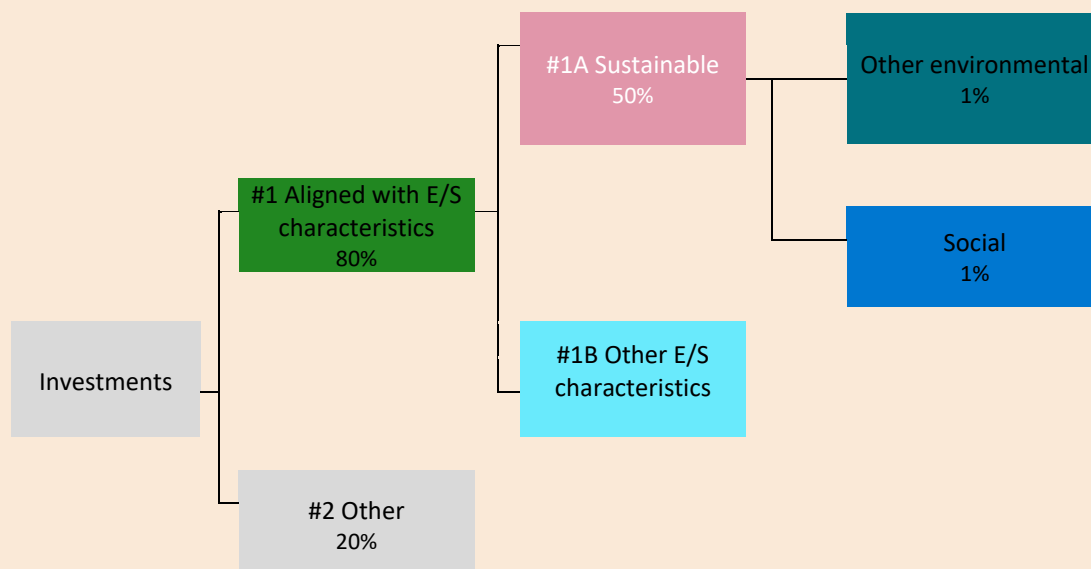 #1A Sustainable
50%
Other environmental
1%
#1 Aligned with E/S
characteristics
80%
Social
1%
Investments
#1B Other E/S
characteristics
#2 Other
20%